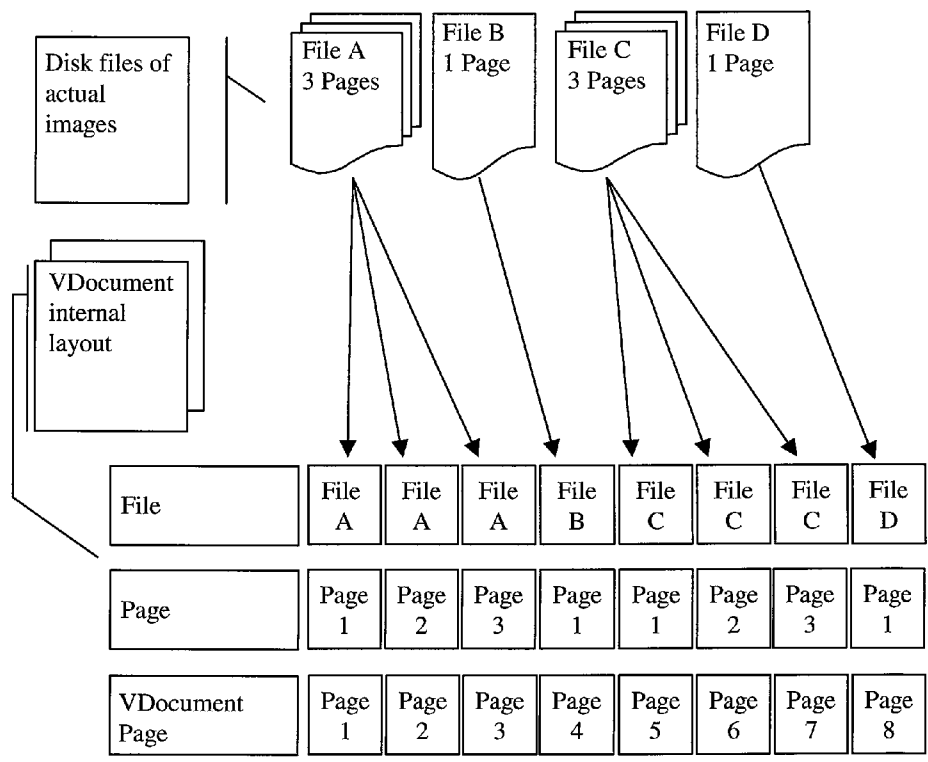 Disk files of
actual
images
File A
3 Pages
File B
1 Page
File C
3 Pages
File D
1 Page
VDocument
internal
layout
File
File A
File A
File A
File B
File C
File C
File C
File D
Page
Page 1
Page 2
Page 3
Page 1
Page 1
Page 2
Page 3
Page 1
VDocument
Page
Page 1
Page 2
Page 3
Page 4
Page 5
Page 6
Page 7
Page 8